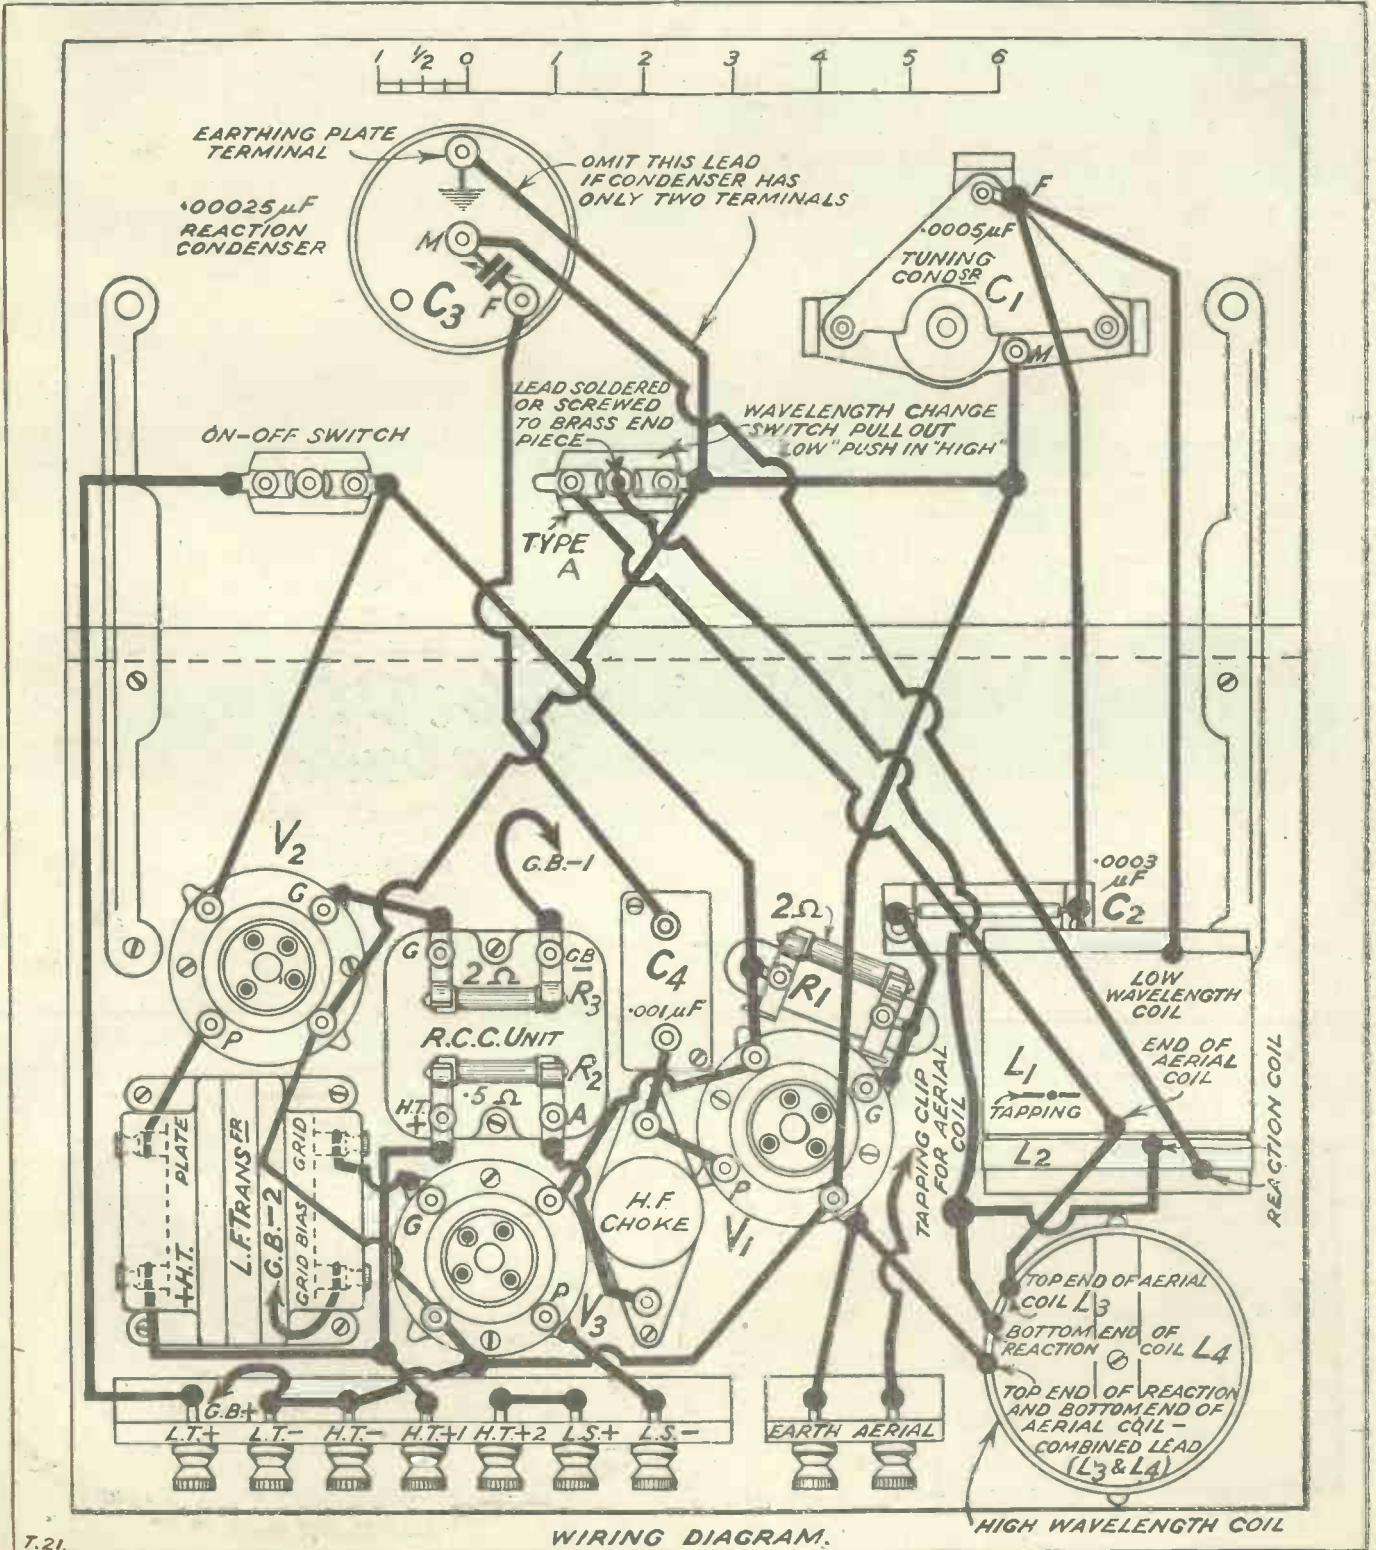 1 ½ 0 1 2 3 4 5 6
EARTHING PLATE
TERMINAL
·00025μF
REACTION
CONDENSER
OMIT THIS LEAD
IF CONDENSER HAS
ONLY TWO TERMINALS
M
C3
F
F
·0005μF
TUNING
CONDSR
C1
M
LEAD SOLDERED
OR SCREWED
TO BRASS END
PIECE
WAVELENGTH CHANGE
SWITCH PULL OUT
LOW" PUSH IN "HIGH"
ON-OFF SWITCH
TYPE
A
V2
G
P
G.B.-1
G
GB
–
2Ω
R3
R.C.C. UNIT
R2
·5Ω
H.T.
+
A
C4
·001μF
2Ω
R1
·0003
μF
C2
LOW
WAVELENGTH
COIL
END OF
AERIAL
COIL
L1
TAPPING
L2
REACTION COIL
TAPPING CLIP
FOR AERIAL
COIL
G
P
V1
H.F.
CHOKE
PLATE
+H.T.
L.F. TRANSFR
G.B.-2
GRID
GRID BIAS
G
P
V3
TOP END OF AERIAL
COIL L3
BOTTOM END OF
REACTION COIL L4
TOP END OF REACTION
AND BOTTOM END OF
AERIAL COIL –
COMBINED LEAD
(L3 & L4)
G.B.+
L.T.+ L.T.- H.T.- H.T.+1 H.T.+2 L.S.+ L.S.-
EARTH AERIAL
HIGH WAVELENGTH COIL
WIRING DIAGRAM.
T.21.